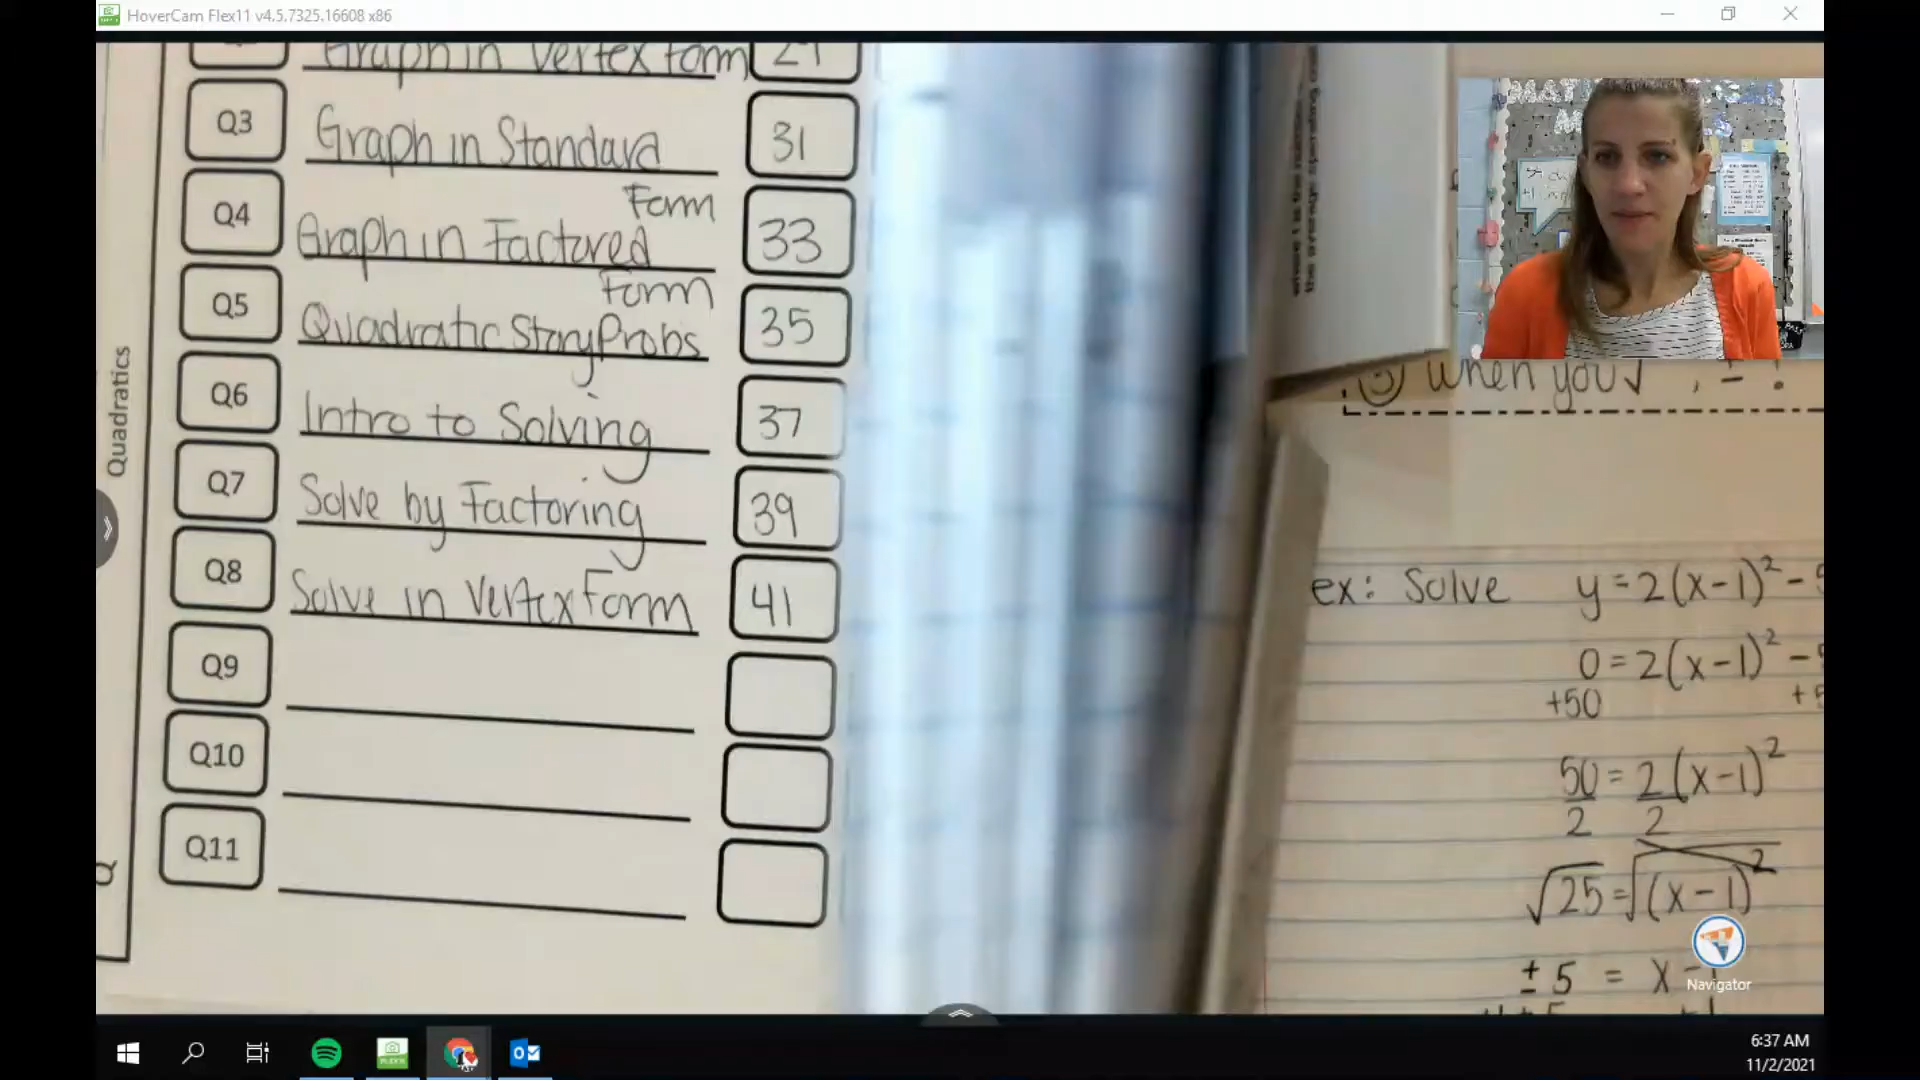 HoverCam Flex11 v4.5.7325.16608 x86
Graph in Vertex Form
Q3 Graph in Standard Form 31
Q4 Graph in Factored Form 33
Q5 Quadratic Story Probs 35
Q6 Intro to Solving 37
Q7 Solve by Factoring 39
Q8 Solve in Vertex Form 41
Q9
Q10
Q11
Quadratics
Q
when you √ , ± !
ex: Solve y = 2(x-1)² -
0 = 2(x-1)² -
+50 +
50 = 2(x-1)²
2 2
√25 = √(x-1)²
± 5 = x -
Navigator
6:37 AM
11/2/2021